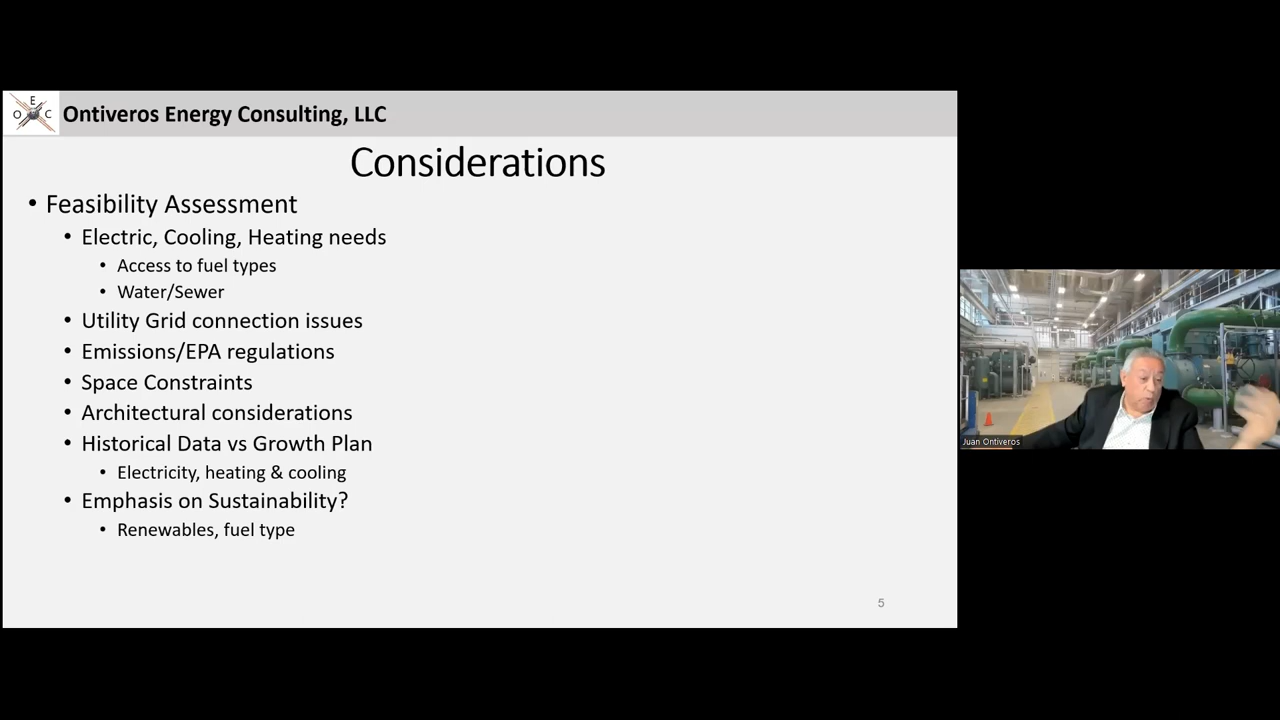 E
O C
Ontiveros Energy Consulting, LLC
Considerations
• Feasibility Assessment
• Electric, Cooling, Heating needs
• Access to fuel types
• Water/Sewer
• Utility Grid connection issues
• Emissions/EPA regulations
• Space Constraints
• Architectural considerations
• Historical Data vs Growth Plan
• Electricity, heating & cooling
• Emphasis on Sustainability?
• Renewables, fuel type
5
Juan Ontiveros